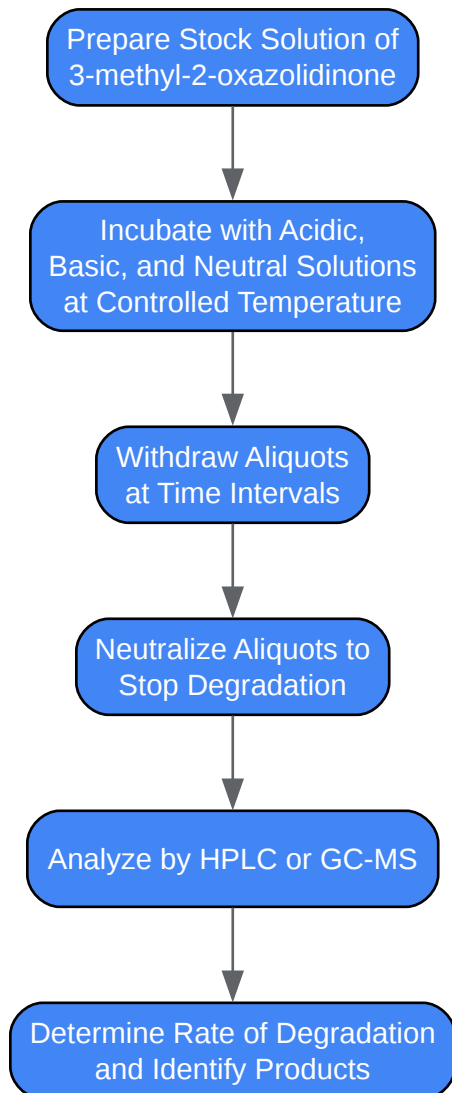 Prepare Stock Solution of
3-methyl-2-oxazolidinone
Incubate with Acidic,
Basic, and Neutral Solutions
at Controlled Temperature
Withdraw Aliquots
at Time Intervals
Neutralize Aliquots to
Stop Degradation
Analyze by HPLC or GC-MS
Determine Rate of Degradation
and Identify Products